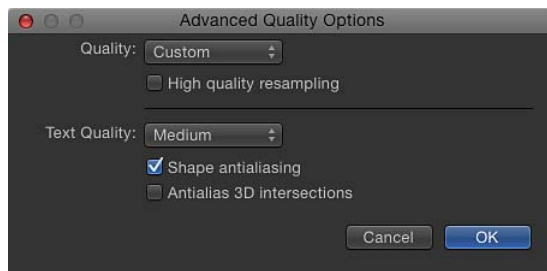 Advanced Quality Options
Quality: Custom
High quality resampling
Text Quality: Medium
Shape antialiasing
Antialias 3D intersections
Cancel OK